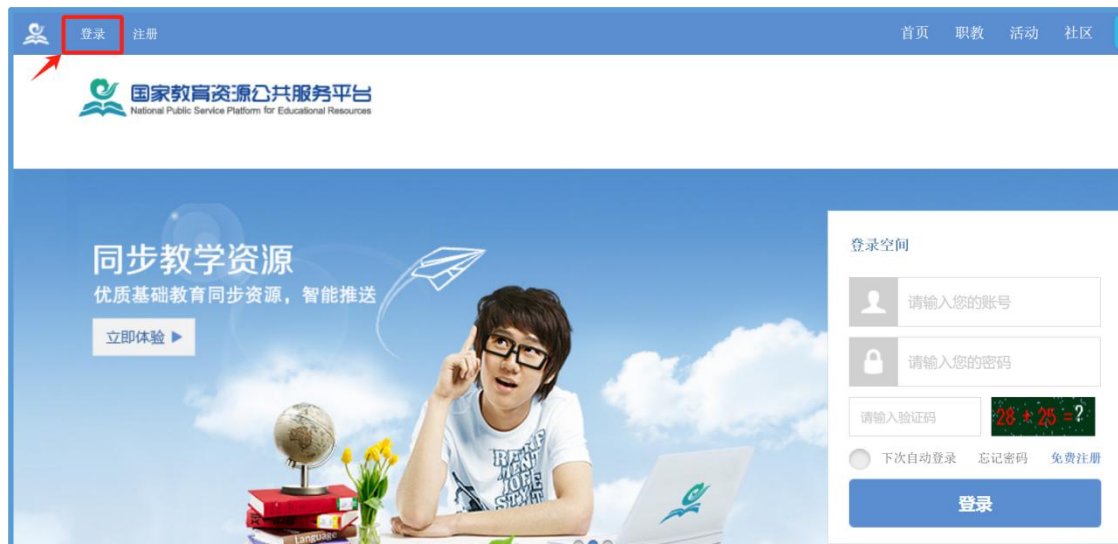 登录 注册 首页 职教 活动 社区
国家教育资源公共服务平台
National Public Service Platform for Educational Resources
同步教学资源
优质基础教育同步资源，智能推送
立即体验
登录空间
请输入您的账号
请输入您的密码
请输入验证码 28 + 25 =?
下次自动登录 忘记密码 免费注册
登录
Language